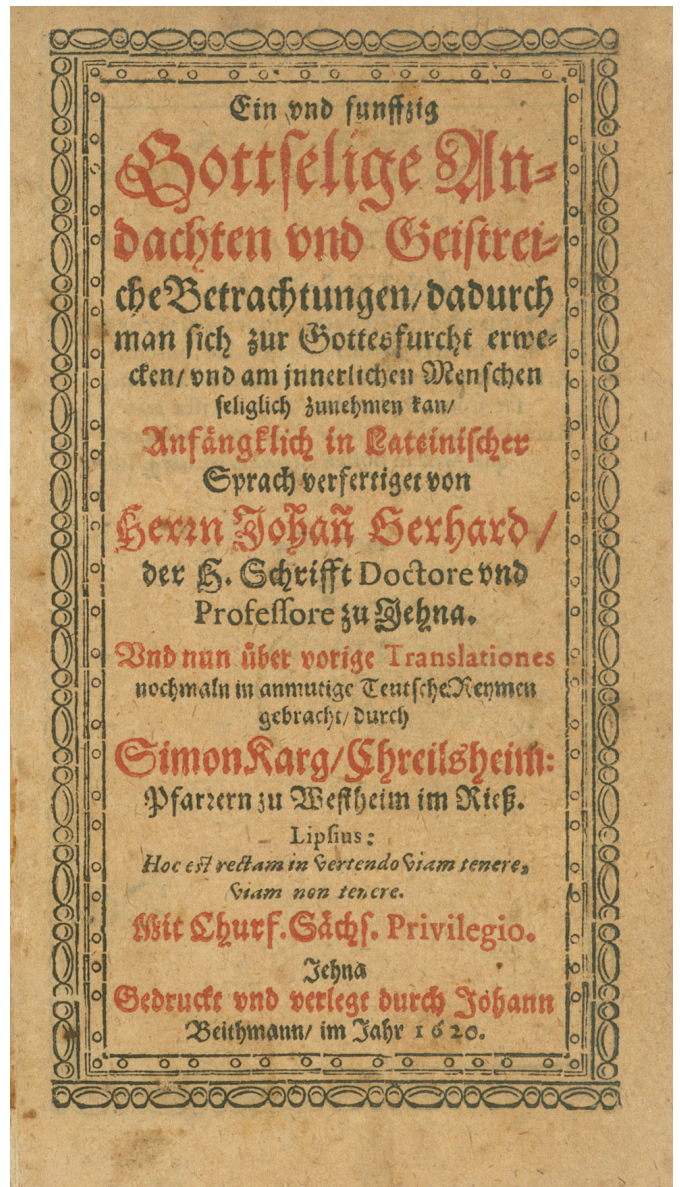 Ein vnd funffzig
Gottſelige An⸗
dachten vnd Geiſtrei⸗
che Betrachtungen/ dadurch
man ſich zur Gottesfurcht erwe⸗
cken/ vnd am jnnerlichen Menſchen
ſeliglich zunehmen kan/
Anfängklich in Lateiniſcher
Sprach verfertiget von
Herrn Johañ Gerhard/
der H. Schrifft Doctore vnd
Profeſſore zu Jehna.
Vnd nun über vorige Translationes
nochmaln in anmutige Teutſche Reymen
gebracht/ durch
Simon Karg/ Chreilsheim:
Pfarrern zu Weſtheim im Rieß.
Lipſius:
Hoc eſt rectam in vertendo viam tenere,
viam non tenere.
Mit Churf. Sächſ. Privilegio.
Jehna
Gedruckt vnd verlegt durch Johann
Beithmann/ im Jahr 1620.